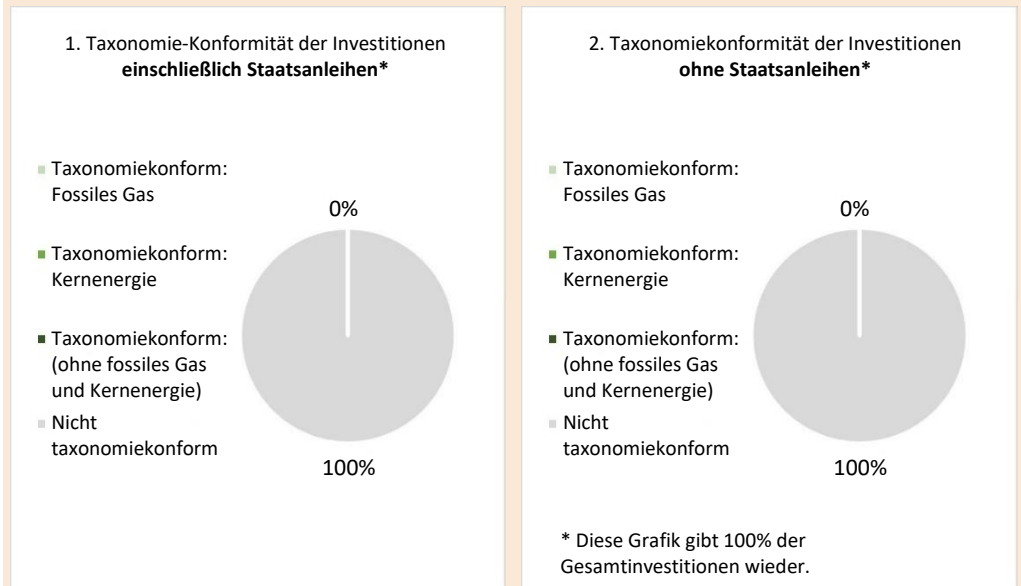 1. Taxonomie-Konformität der Investitionen
einschließlich Staatsanleihen*
Taxonomiekonform:
Fossiles Gas
Taxonomiekonform:
Kernenergie
Taxonomiekonform:
(ohne fossiles Gas
und Kernenergie)
Nicht
taxonomiekonform
0%
100%
2. Taxonomiekonformität der Investitionen
ohne Staatsanleihen*
Taxonomiekonform:
Fossiles Gas
Taxonomiekonform:
Kernenergie
Taxonomiekonform:
(ohne fossiles Gas
und Kernenergie)
Nicht
taxonomiekonform
0%
100%
* Diese Grafik gibt 100% der
Gesamtinvestitionen wieder.